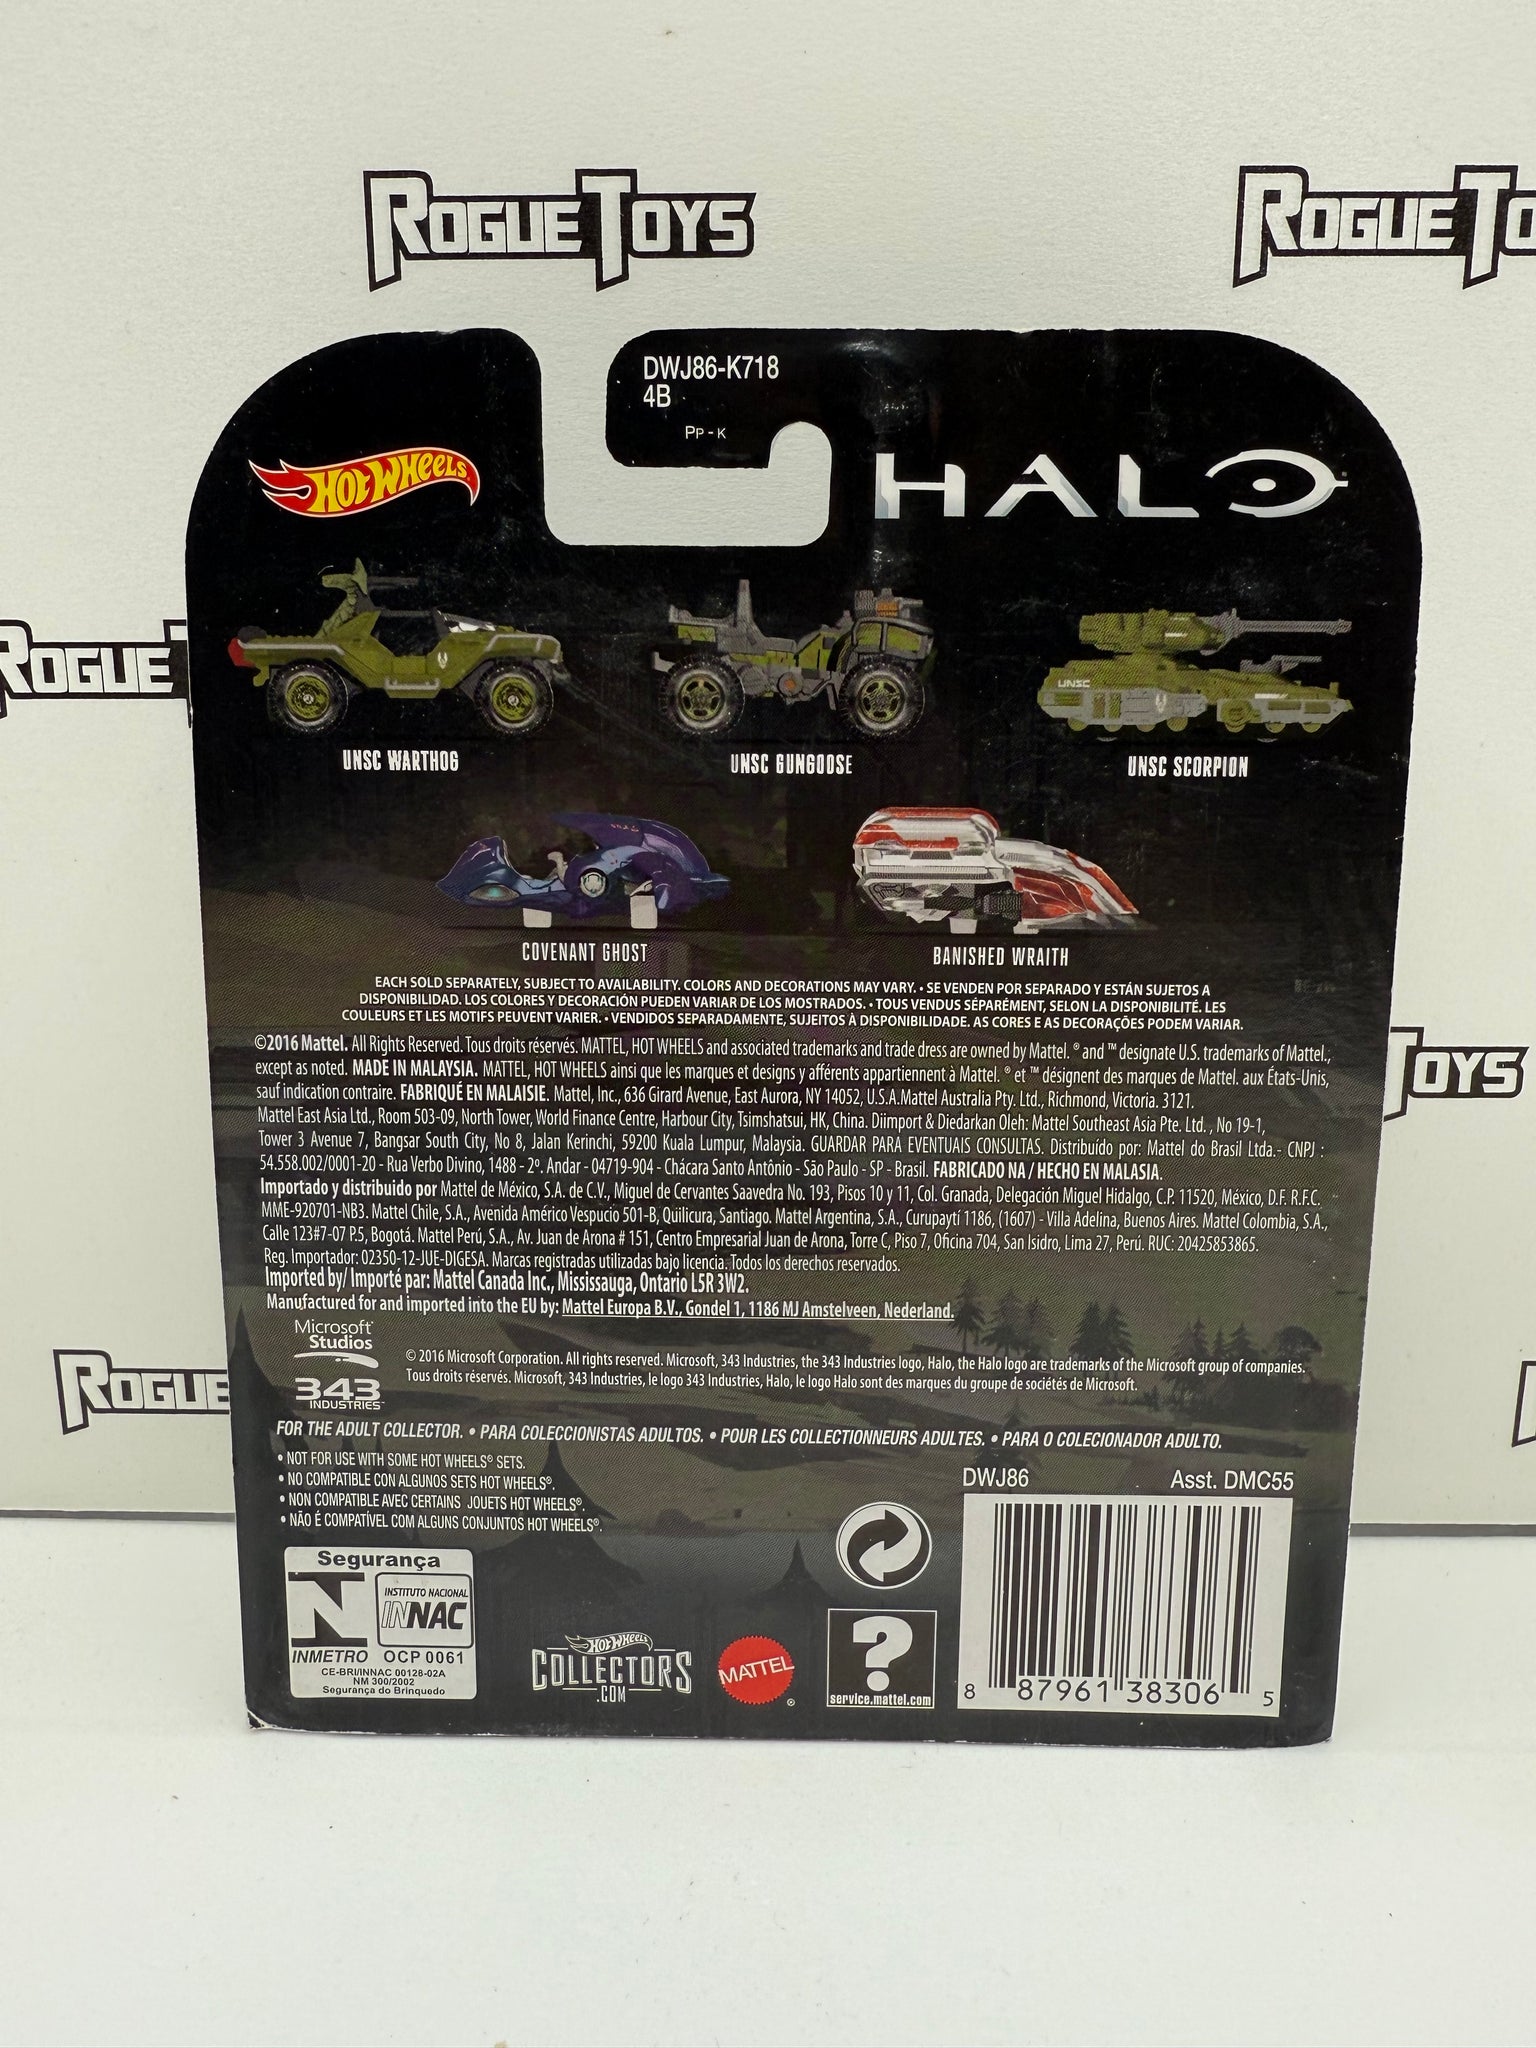 ROGUE TOYS
ROGUE TO
DWJ86-K718
4B
PP - K
HOT WHEELS
HALO
ROGUE T
UNSC
UNSC WARTHOG
UNSC GUNGOOSE
UNSC SCORPION
COVENANT GHOST
BANISHED WRAITH
EACH SOLD SEPARATELY, SUBJECT TO AVAILABILITY. COLORS AND DECORATIONS MAY VARY. • SE VENDEN POR SEPARADO Y ESTÁN SUJETOS A
DISPONIBILIDAD. LOS COLORES Y DECORACIÓN PUEDEN VARIAR DE LOS MOSTRADOS. • TOUS VENDUS SÉPARÉMENT, SELON LA DISPONIBILITÉ. LES
COULEURS ET LES MOTIFS PEUVENT VARIER. • VENDIDOS SEPARADAMENTE, SUJEITOS À DISPONIBILIDADE. AS CORES E AS DECORAÇÕES PODEM VARIAR.
©2016 Mattel. All Rights Reserved. Tous droits réservés. MATTEL, HOT WHEELS and associated trademarks and trade dress are owned by Mattel. ® and ™ designate U.S. trademarks of Mattel.,
except as noted. MADE IN MALAYSIA. MATTEL, HOT WHEELS ainsi que les marques et designs y afférents appartiennent à Mattel. ® et ™ désignent des marques de Mattel. aux États-Unis,
sauf indication contraire. FABRIQUÉ EN MALAISIE. Mattel, Inc., 636 Girard Avenue, East Aurora, NY 14052, U.S.A.Mattel Australia Pty. Ltd., Richmond, Victoria. 3121.
Mattel East Asia Ltd., Room 503-09, North Tower, World Finance Centre, Harbour City, Tsimshatsui, HK, China. Diimport & Diedarkan Oleh: Mattel Southeast Asia Pte. Ltd. , No 19-1,
Tower 3 Avenue 7, Bangsar South City, No 8, Jalan Kerinchi, 59200 Kuala Lumpur, Malaysia. GUARDAR PARA EVENTUAIS CONSULTAS. Distribuído por: Mattel do Brasil Ltda.- CNPJ :
54.558.002/0001-20 - Rua Verbo Divino, 1488 - 2º. Andar - 04719-904 - Chácara Santo Antônio - São Paulo - SP - Brasil. FABRICADO NA / HECHO EN MALASIA.
Importado y distribuido por Mattel de México, S.A. de C.V., Miguel de Cervantes Saavedra No. 193, Pisos 10 y 11, Col. Granada, Delegación Miguel Hidalgo, C.P. 11520, México, D.F. R.F.C.
MME-920701-NB3. Mattel Chile, S.A., Avenida Américo Vespucio 501-B, Quilicura, Santiago. Mattel Argentina, S.A., Curupaytí 1186, (1607) - Villa Adelina, Buenos Aires. Mattel Colombia, S.A.,
Calle 123#7-07 P.5, Bogotá. Mattel Perú, S.A., Av. Juan de Arona # 151, Centro Empresarial Juan de Arona, Torre C, Piso 7, Oficina 704, San Isidro, Lima 27, Perú. RUC: 20425853865.
Reg. Importador: 02350-12-JUE-DIGESA. Marcas registradas utilizadas bajo licencia. Todos los derechos reservados.
Imported by/ Importé par: Mattel Canada Inc., Mississauga, Ontario L5R 3W2.
Manufactured for and imported into the EU by: Mattel Europa B.V., Gondel 1, 1186 MJ Amstelveen, Nederland.
TOYS
Microsoft
Studios
343
INDUSTRIES™
© 2016 Microsoft Corporation. All rights reserved. Microsoft, 343 Industries, the 343 Industries logo, Halo, the Halo logo are trademarks of the Microsoft group of companies.
Tous droits réservés. Microsoft, 343 Industries, le logo 343 Industries, Halo, le logo Halo sont des marques du groupe de sociétés de Microsoft.
ROGUE
FOR THE ADULT COLLECTOR. • PARA COLECCIONISTAS ADULTOS. • POUR LES COLLECTIONNEURS ADULTES. • PARA O COLECIONADOR ADULTO.
• NOT FOR USE WITH SOME HOT WHEELS® SETS.
• NO COMPATIBLE CON ALGUNOS SETS HOT WHEELS®.
• NON COMPATIBLE AVEC CERTAINS JOUETS HOT WHEELS®.
• NÃO É COMPATÍVEL COM ALGUNS CONJUNTOS HOT WHEELS®.
DWJ86 Asst. DMC55
Segurança
INSTITUTO NACIONAL
INNAC
INMETRO OCP 0061
CE-BRI/INNAC 00128-02A
NM 300/2002
Segurança do Brinquedo
HOT WHEELS
COLLECTORS
.COM
MATTEL®
?
service.mattel.com
8 87961 38306 5